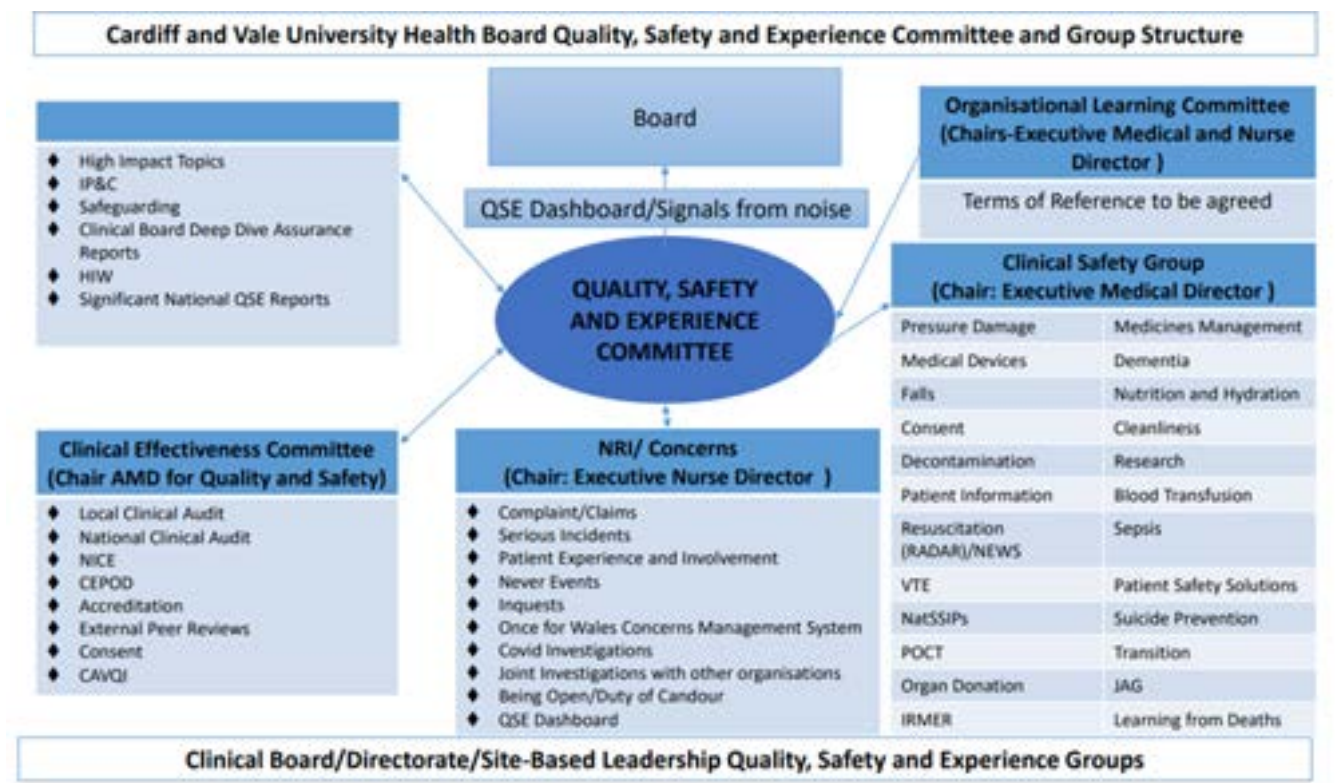 Cardiff and Vale University Health Board Quality, Safety and Experience Committee and Group Structure
High Impact Topics
IP&C
Safeguarding
Clinical Board Deep Dive Assurance
Reports
HIW
Significant National QSE Reports
Board
QSE Dashboard/Signals from noise
QUALITY, SAFETY
AND EXPERIENCE
COMMITTEE
Organisational Learning Committee
(Chairs-Executive Medical and Nurse
Director )
Terms of Reference to be agreed
Clinical Safety Group
(Chair: Executive Medical Director )
Pressure Damage Medicines Management
Medical Devices Dementia
Falls Nutrition and Hydration
Consent Cleanliness
Decontamination Research
Patient Information Blood Transfusion
Resuscitation Sepsis
(RADAR)/NEWS
VTE Patient Safety Solutions
NatSSIPs Suicide Prevention
POCT Transition
Organ Donation JAG
IRMER Learning from Deaths
Clinical Effectiveness Committee
(Chair AMD for Quality and Safety)
Local Clinical Audit
National Clinical Audit
NICE
CEPOD
Accreditation
External Peer Reviews
Consent
CAVQI
NRI/ Concerns
(Chair: Executive Nurse Director )
Complaint/Claims
Serious Incidents
Patient Experience and Involvement
Never Events
Inquests
Once for Wales Concerns Management System
Covid Investigations
Joint Investigations with other organisations
Being Open/Duty of Candour
QSE Dashboard
Clinical Board/Directorate/Site-Based Leadership Quality, Safety and Experience Groups